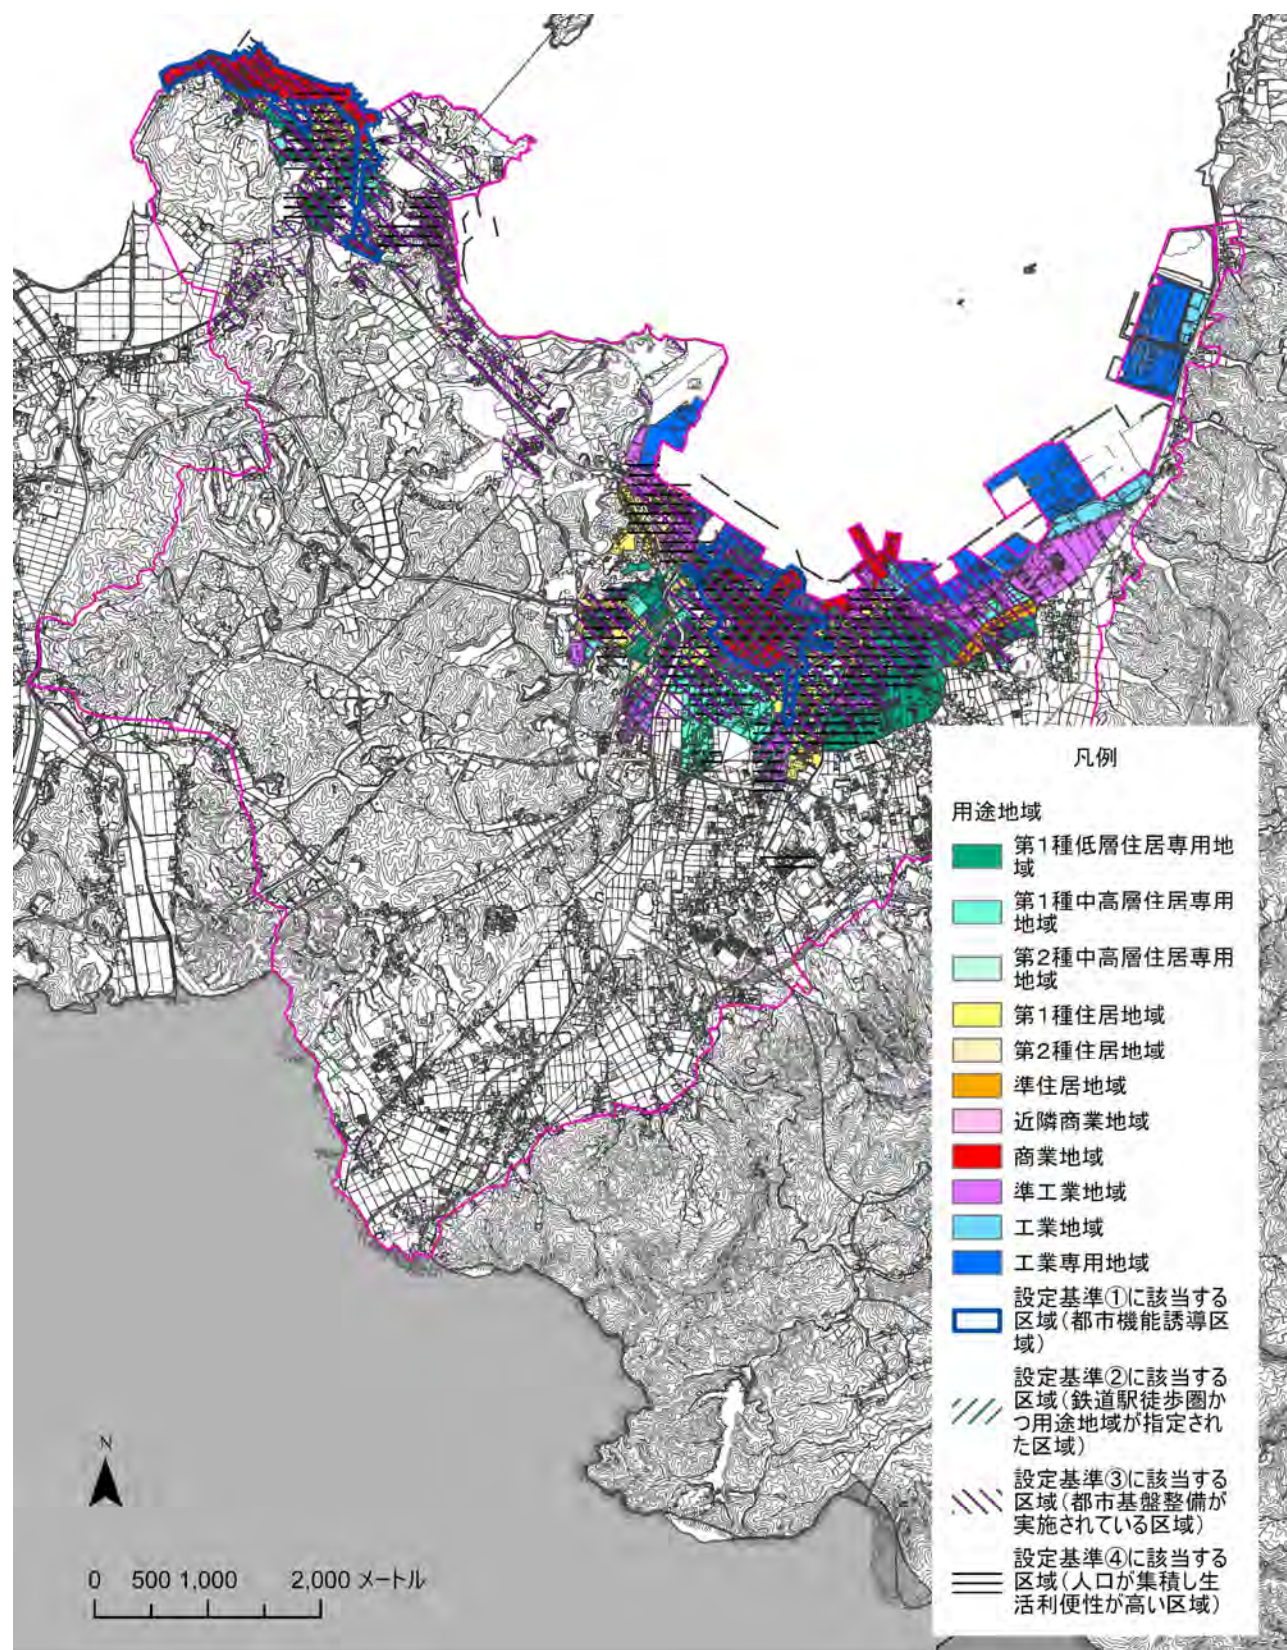 凡例
用途地域
第1種低層住居専用地
域
第1種中高層住居専用
地域
第2種中高層住居専用
地域
第1種住居地域
第2種住居地域
準住居地域
近隣商業地域
商業地域
準工業地域
工業地域
工業専用地域
設定基準①に該当する
区域(都市機能誘導区
域)
設定基準②に該当する
区域(鉄道駅徒歩圏か
つ用途地域が指定され
た区域)
設定基準③に該当する
区域(都市基盤整備が
実施されている区域)
設定基準④に該当する
区域(人口が集積し生
活利便性が高い区域)
N
0 500 1,000 2,000 メートル